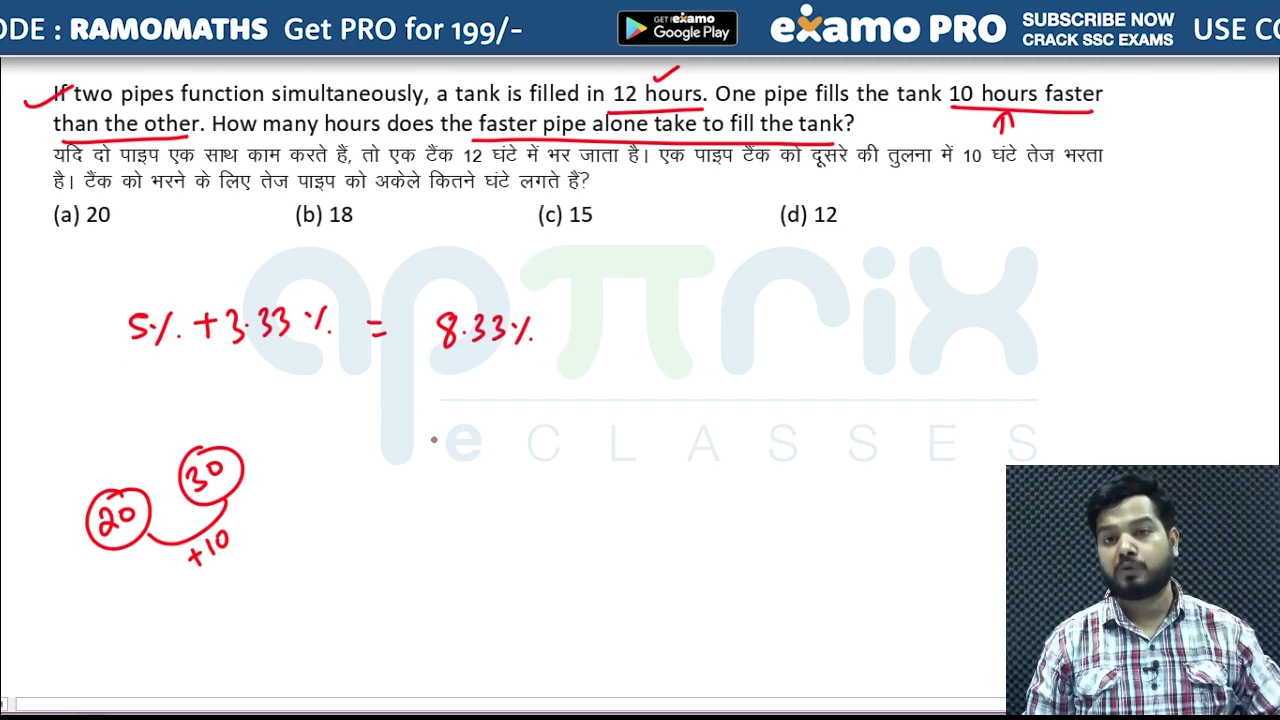 ODE : RAMOMATHS Get PRO for 199/- GET IT examo Google Play examo PRO SUBSCRIBE NOW CRACK SSC EXAMS USE CO
If two pipes function simultaneously, a tank is filled in 12 hours. One pipe fills the tank 10 hours faster
than the other. How many hours does the faster pipe alone take to fill the tank?
यदि दो पाइप एक साथ काम करते हैं, तो एक टैंक 12 घंटे में भर जाता है। एक पाइप टैंक को दूसरे की तुलना में 10 घंटे तेज भरता
है। टैंक को भरने के लिए तेज पाइप को अकेले कितने घंटे लगते हैं?
(a) 20 (b) 18 (c) 15 (d) 12
5% + 3.33 % = 8.33%
apπrix
e CLASSES
30
20
+10